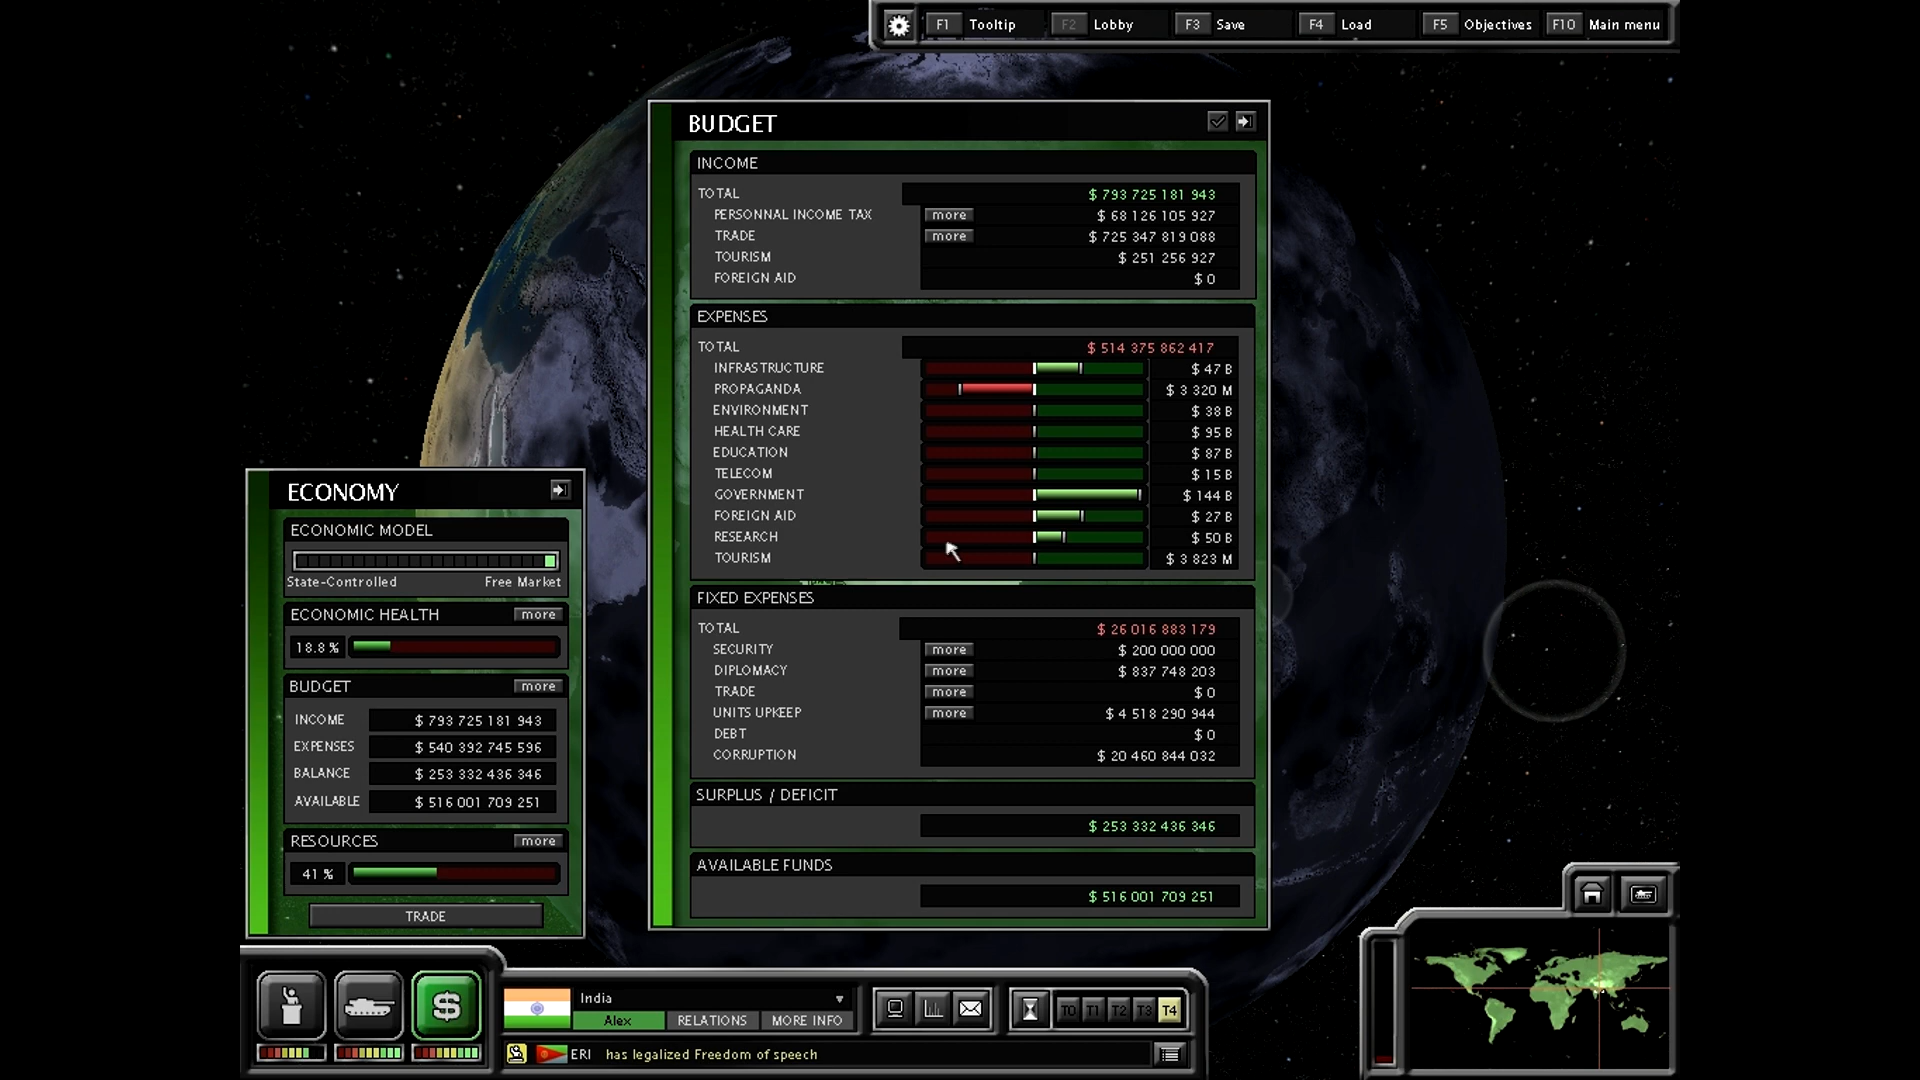 F1 Tooltip F2 Lobby F3 Save F4 Load F5 Objectives F10 Main menu
BUDGET
INCOME
TOTAL $ 793 725 181 943
PERSONNAL INCOME TAX more $ 68 126 105 927
TRADE more $ 725 347 819 088
TOURISM $ 251 256 927
FOREIGN AID $ 0
EXPENSES
TOTAL $ 514 375 862 417
INFRASTRUCTURE $ 47 B
PROPAGANDA $ 3 320 M
ENVIRONMENT $ 38 B
HEALTH CARE $ 95 B
EDUCATION $ 87 B
TELECOM $ 15 B
GOVERNMENT $ 144 B
FOREIGN AID $ 27 B
RESEARCH $ 50 B
TOURISM $ 3 823 M
FIXED EXPENSES
TOTAL $ 26 016 883 179
SECURITY more $ 200 000 000
DIPLOMACY more $ 837 748 203
TRADE more $ 0
UNITS UPKEEP more $ 4 518 290 944
DEBT $ 0
CORRUPTION $ 20 460 844 032
SURPLUS / DEFICIT
$ 253 332 436 346
AVAILABLE FUNDS
$ 516 001 709 251
ECONOMY
ECONOMIC MODEL
State-Controlled Free Market
ECONOMIC HEALTH more
18.8 %
BUDGET more
INCOME $ 793 725 181 943
EXPENSES $ 540 392 745 596
BALANCE $ 253 332 436 346
AVAILABLE $ 516 001 709 251
RESOURCES more
41 %
TRADE
$
India
Alex RELATIONS MORE INFO
T0 T1 T2 T3 T4
ERI has legalized Freedom of speech